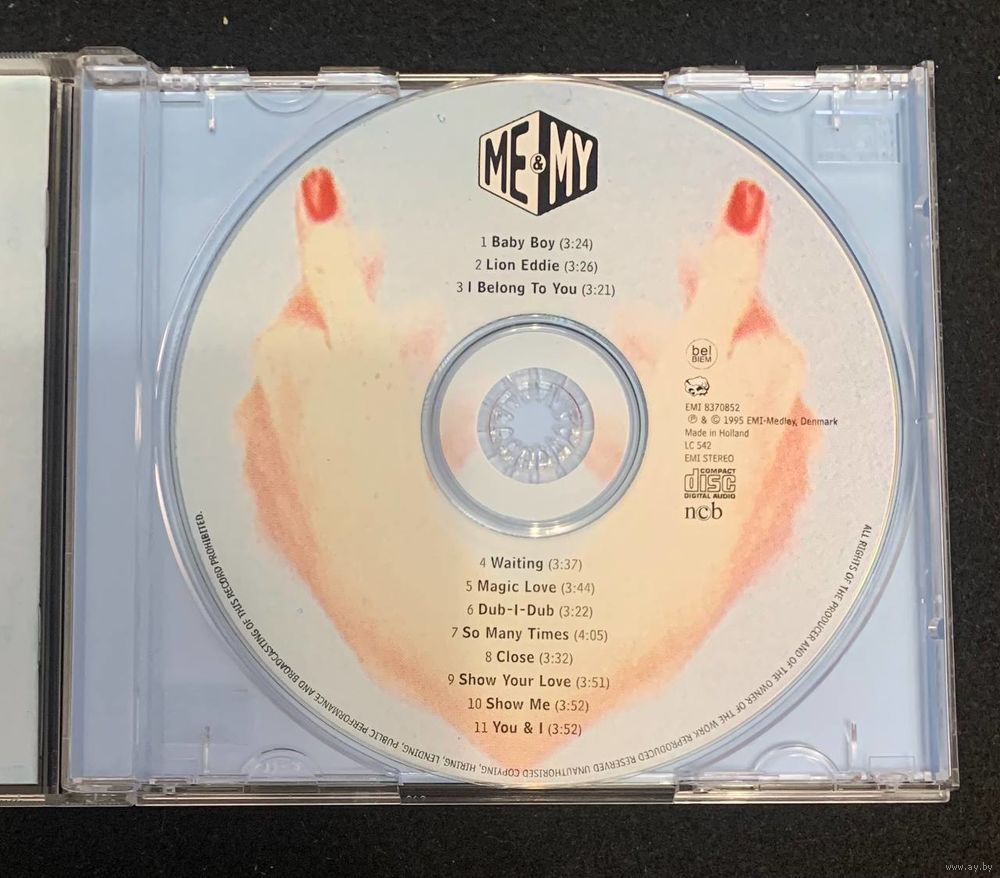 ME & MY
1 Baby Boy (3:24)
2 Lion Eddie (3:26)
3 I Belong To You (3:21)
bel
BIEM
EMI 8370852
℗ & © 1995 EMI-Medley, Denmark
Made in Holland
LC 542
EMI STEREO
COMPACT
disc
DIGITAL AUDIO
ncb
4 Waiting (3:37)
5 Magic Love (3:44)
6 Dub-I-Dub (3:22)
7 So Many Times (4:05)
8 Close (3:32)
9 Show Your Love (3:51)
10 Show Me (3:52)
11 You & I (3:52)
ALL RIGHTS OF THE PRODUCER AND OF THE OWNER OF THE WORK REPRODUCED RESERVED UNAUTHORISED COPYING, HIRING, LENDING, PUBLIC PERFORMANCE AND BROADCASTING OF THIS RECORD PROHIBITED.
www.ay.by